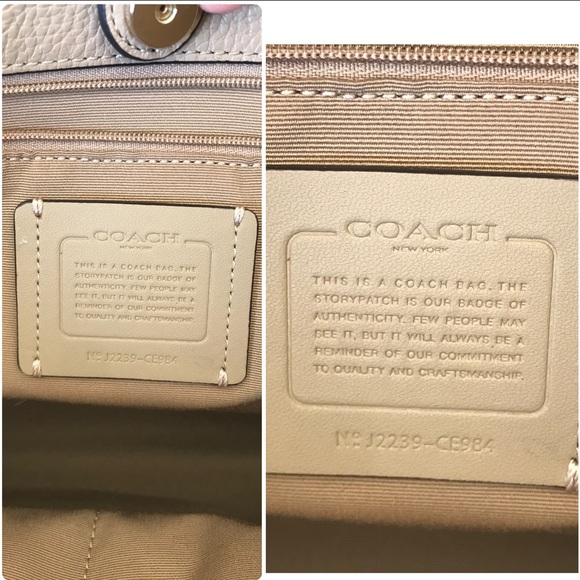 COACH
NEW YORK
THIS IS A COACH BAG. THE
STORYPATCH IS OUR BADGE OF
AUTHENTICITY. FEW PEOPLE MAY
SEE IT, BUT IT WILL ALWAYS BE A
REMINDER OF OUR COMMITMENT
TO QUALITY AND CRAFTSMANSHIP.
Nº J2239-CE984
COACH
NEW YORK
THIS IS A COACH BAG. THE
STORYPATCH IS OUR BADGE OF
AUTHENTICITY. FEW PEOPLE MAY
SEE IT, BUT IT WILL ALWAYS BE A
REMINDER OF OUR COMMITMENT
TO QUALITY AND CRAFTSMANSHIP.
Nº J2239-CE984